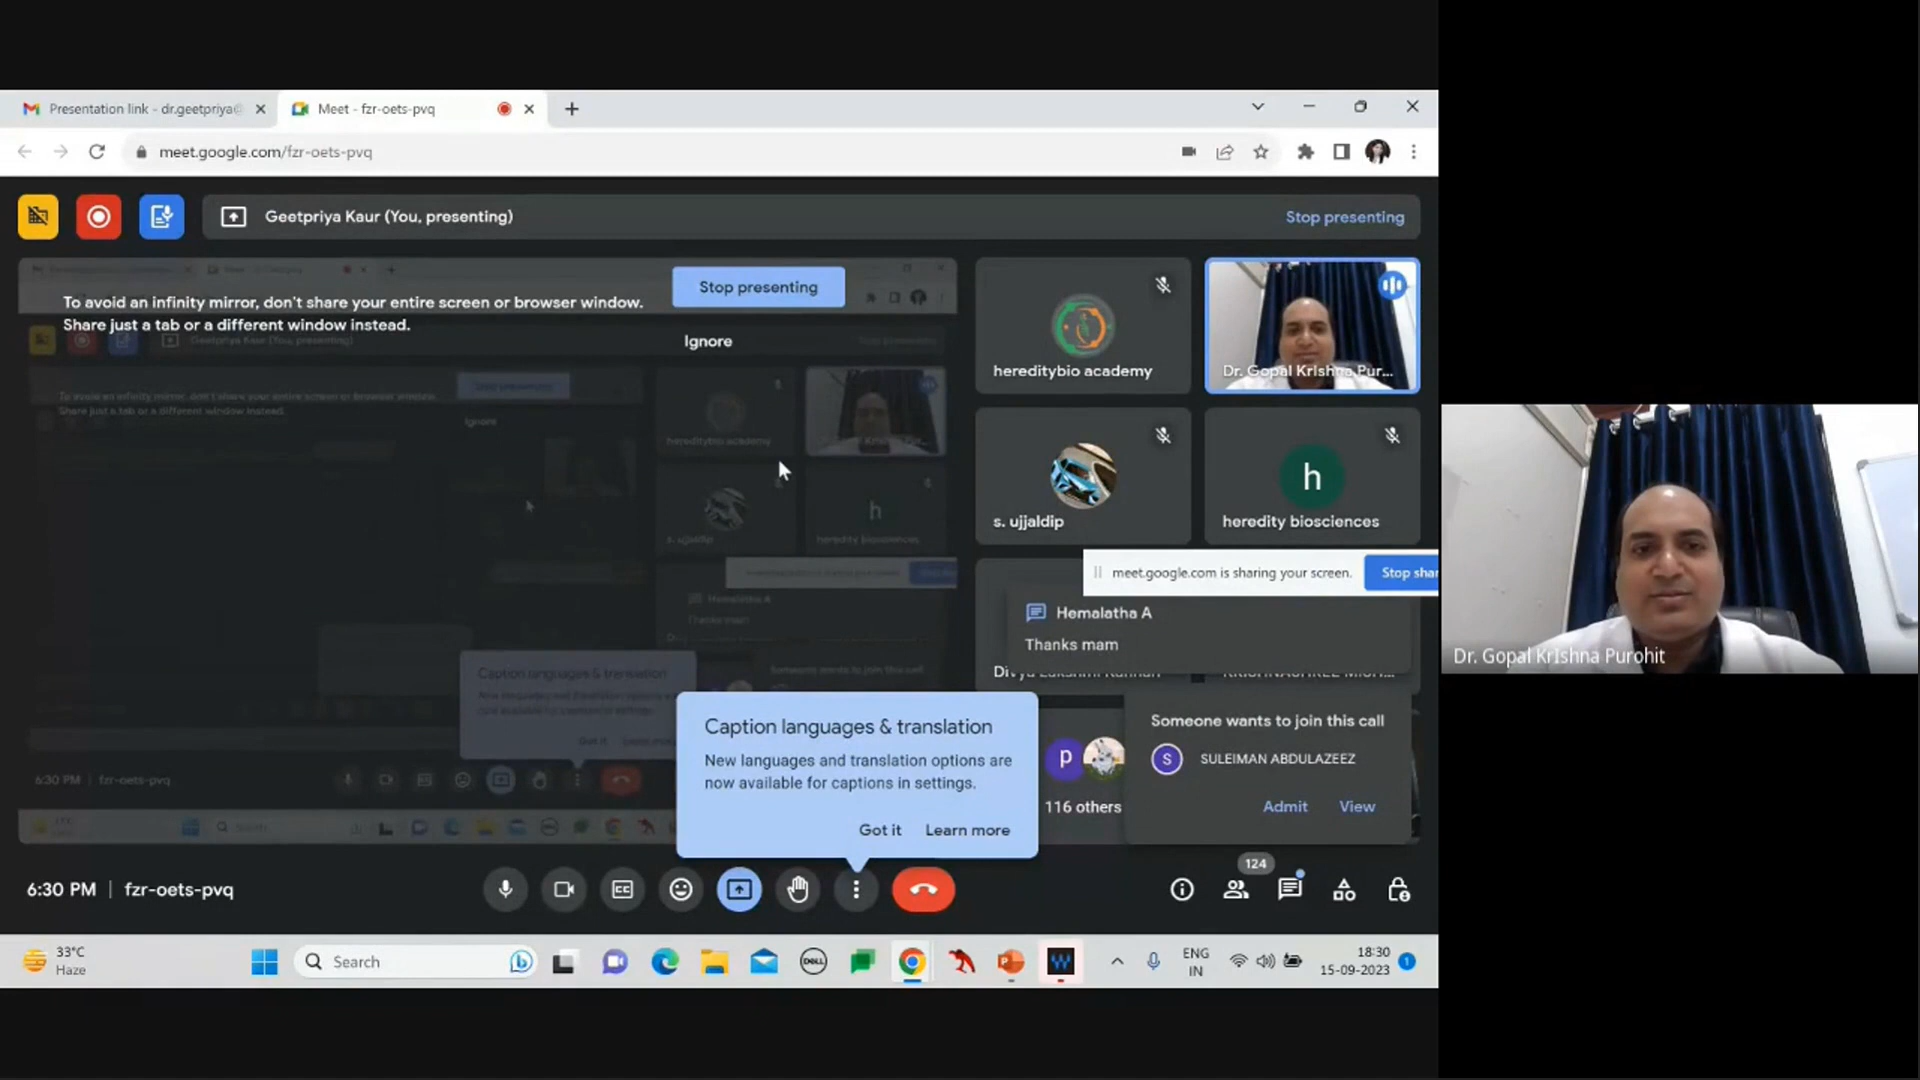 Presentation link - dr.geetpriya@
Meet - fzr-oets-pvq
meet.google.com/fzr-oets-pvq
Geetpriya Kaur (You, presenting)
Stop presenting
To avoid an infinity mirror, don't share your entire screen or browser window.
Share just a tab or a different window instead.
Stop presenting
Ignore
hereditybio academy
Dr. Gopal Krishna Pur...
s. ujjaldip
h
heredity biosciences
meet.google.com is sharing your screen.
Stop shar
Hemalatha A
Thanks mam
Dr. Gopal KrIshna Purohit
Someone wants to join this call
S
SULEIMAN ABDULAZEEZ
Admit
View
p
116 others
Caption languages & translation
New languages and translation options are
now available for captions in settings.
Got it
Learn more
6:30 PM | fzr-oets-pvq
CC
124
33°C
Haze
Search
DELL
ENG
IN
18:30
15-09-2023
1